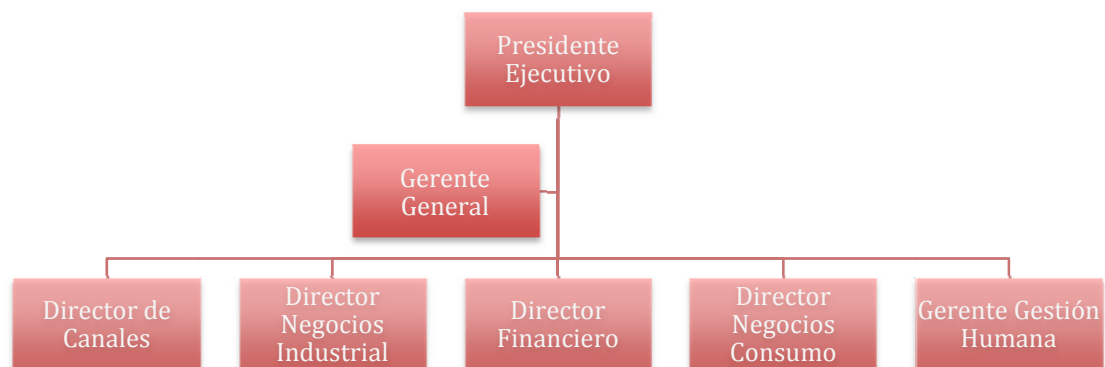 Presidente
Ejecutivo
Gerente
General
Director de
Canales
Director
Negocios
Industrial
Director
Financiero
Director
Negocios
Consumo
Gerente Gestión
Humana